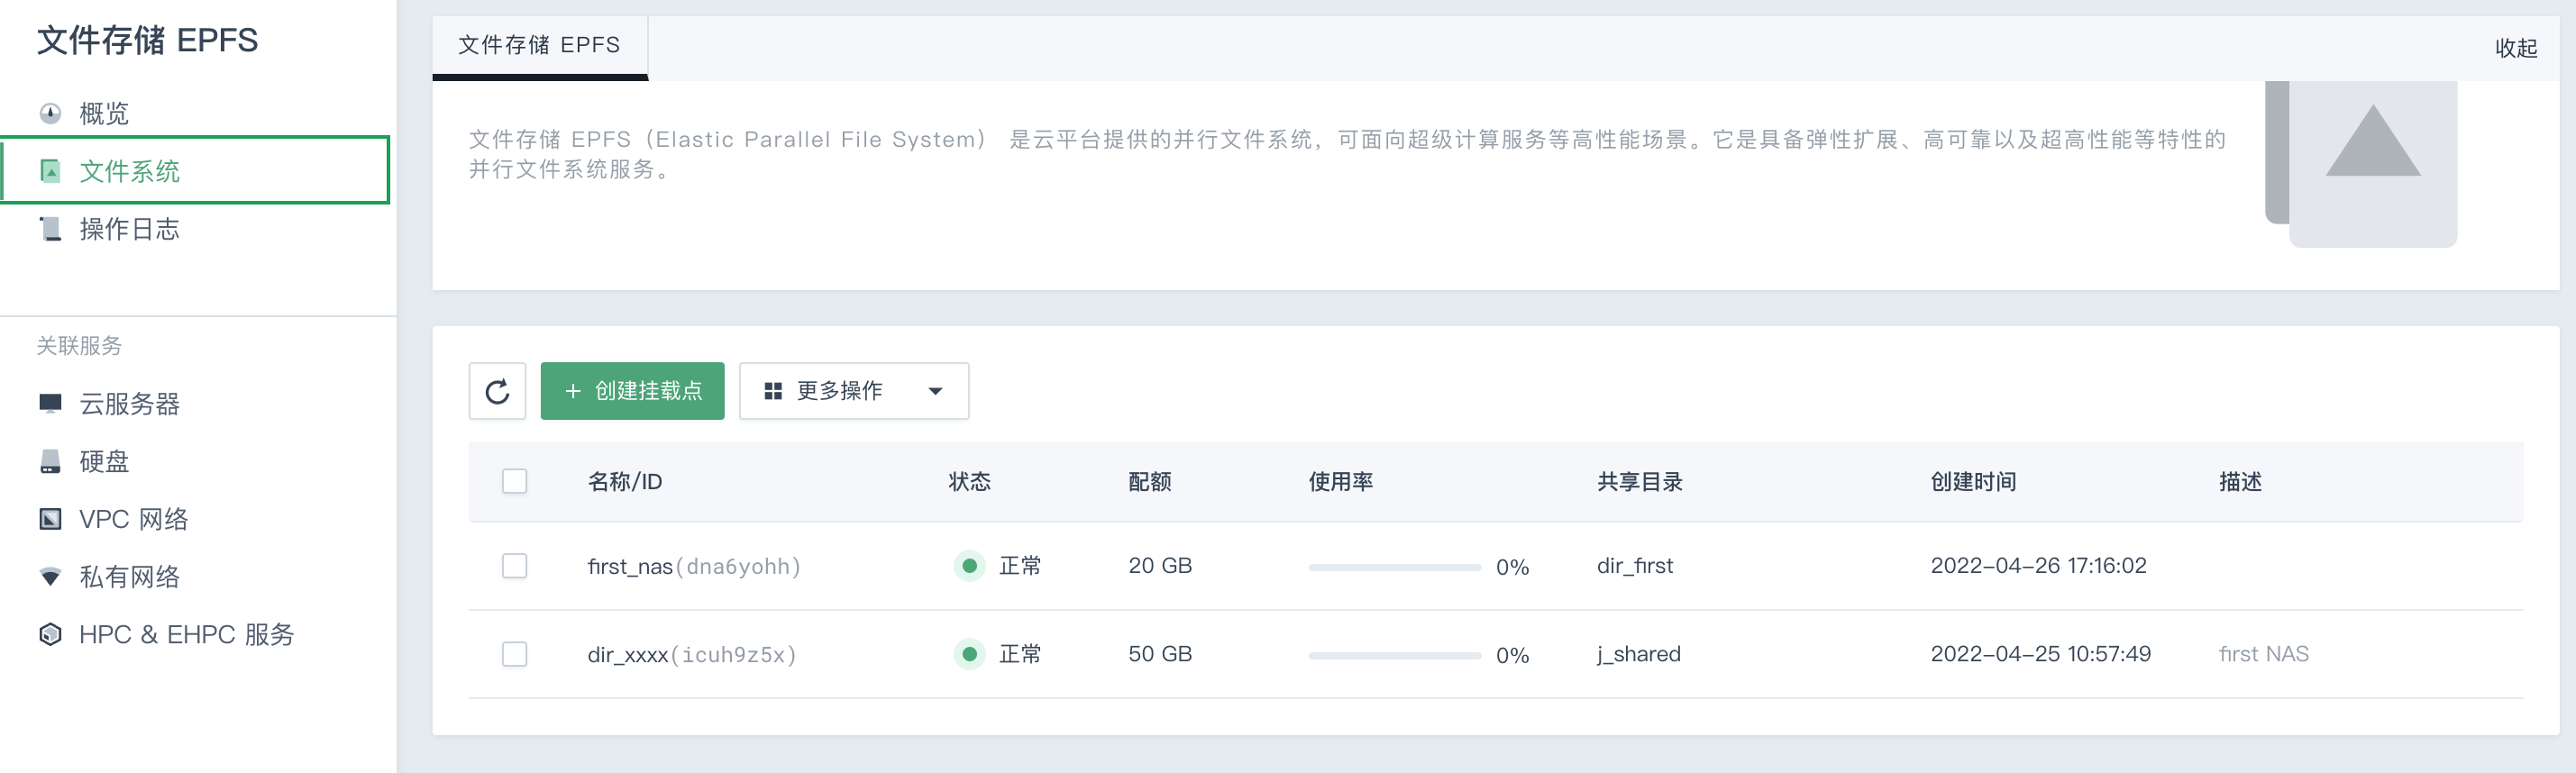 文件存储 EPFS
概览
文件系统
操作日志
关联服务
云服务器
硬盘
VPC 网络
私有网络
HPC & EHPC 服务
文件存储 EPFS
收起
文件存储 EPFS（Elastic Parallel File System） 是云平台提供的并行文件系统，可面向超级计算服务等高性能场景。它是具备弹性扩展、高可靠以及超高性能等特性的
并行文件系统服务。
+ 创建挂载点 更多操作
名称/ID 状态 配额 使用率 共享目录 创建时间 描述
first_nas(dna6yohh) 正常 20 GB 0% dir_first 2022-04-26 17:16:02
dir_xxxx(icuh9z5x) 正常 50 GB 0% j_shared 2022-04-25 10:57:49 first NAS